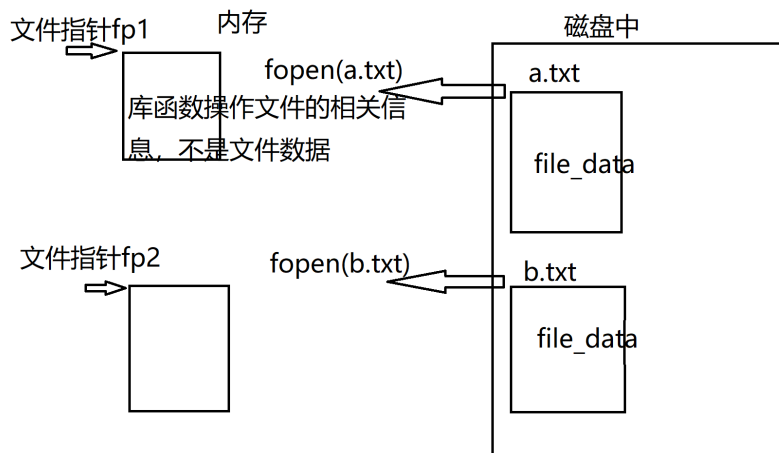 文件指针fp1
内存
磁盘中
fopen(a.txt)
a.txt
库函数操作文件的相关信
息，不是文件数据
file_data
文件指针fp2
fopen(b.txt)
b.txt
file_data